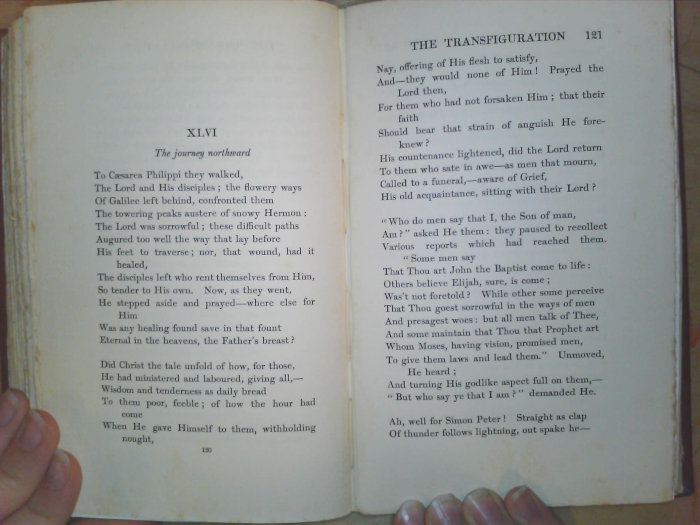 XLVI
The journey northward
To Cæsarea Philippi they walked,
The Lord and His disciples ; the flowery ways
Of Galilee left behind, confronted them
The towering peaks austere of snowy Hermon :
The Lord was sorrowful ; these difficult paths
Augured too well the way that lay before
His feet to traverse ; nor, that wound, had it
healed,
The disciples left who rent themselves from Him,
So tender to His own. Now, as they went,
He stepped aside and prayed—where else for
Him
Was any healing found save in that fount
Eternal in the heavens, the Father's breast ?
Did Christ the tale unfold of how, for those,
He had ministered and laboured, giving all,—
Wisdom and tenderness as daily bread
To them poor, feeble ; of how the hour had
come
When He gave Himself to them, withholding
nought,
120
THE TRANSFIGURATION 121
Nay, offering of His flesh to satisfy,
And—they would none of Him ! Prayed the
Lord then,
For them who had not forsaken Him ; that their
faith
Should bear that strain of anguish He fore-
knew ?
His countenance lightened, did the Lord return
To them who sate in awe—as men that mourn,
Called to a funeral,—aware of Grief,
His old acquaintance, sitting with their Lord ?
"Who do men say that I, the Son of man,
Am ?" asked He them : they paused to recollect
Various reports which had reached them.
"Some men say
That Thou art John the Baptist come to life :
Others believe Elijah, sure, is come ;
Was't not foretold ? While other some perceive
That Thou goest sorrowful in the ways of men
And presagest woes : but all men talk of Thee,
And some maintain that Thou that Prophet art
Whom Moses, having vision, promised men,
To give them laws and lead them." Unmoved,
He heard ;
And turning His godlike aspect full on them,—
"But who say ye that I am ?" demanded He.
Ah, well for Simon Peter ! Straight as clap
Of thunder follows lightning, out spake he—